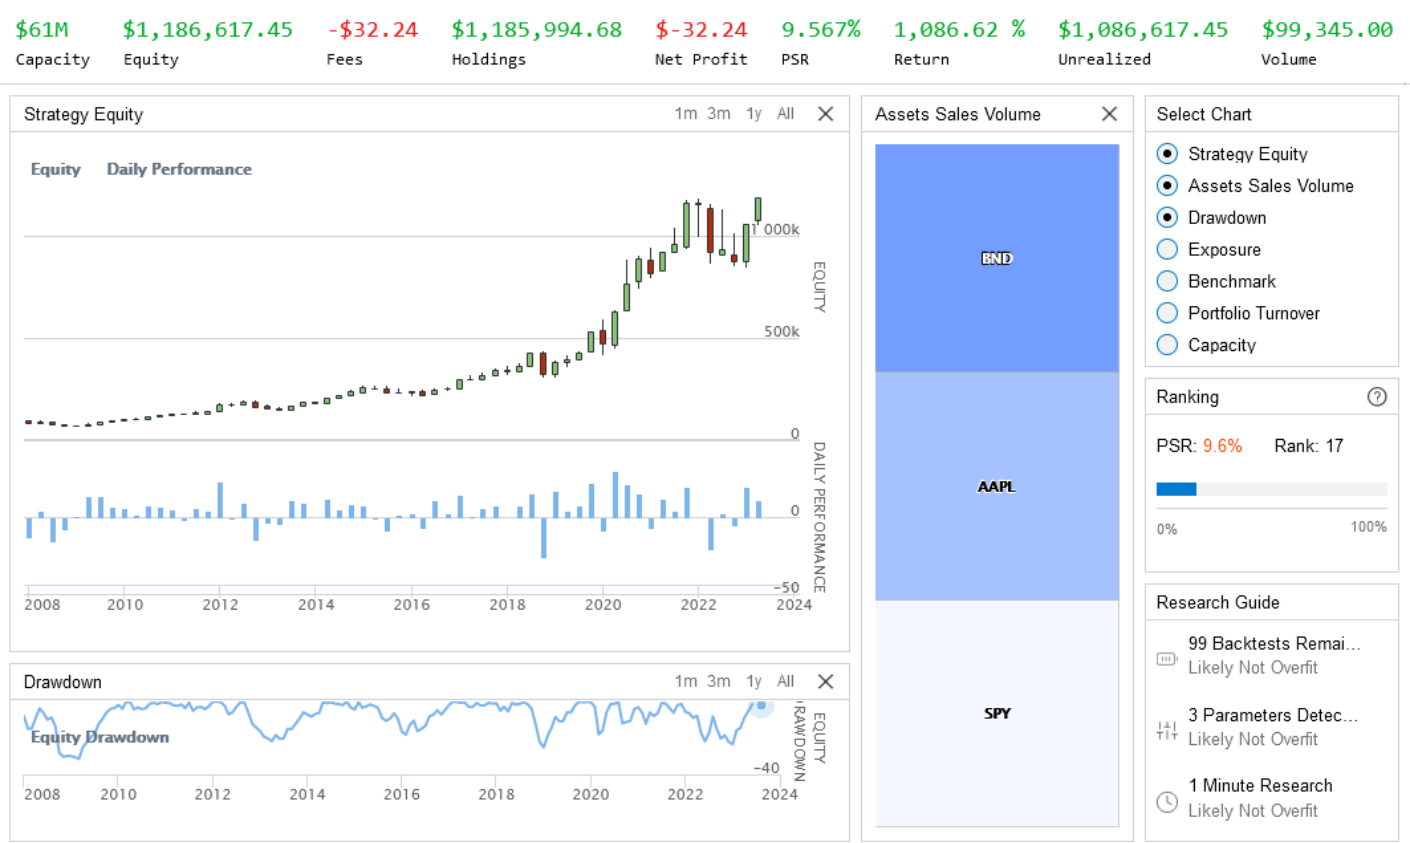 $61M $1,186,617.45 -$32.24 $1,185,994.68 $-32.24 9.567% 1,086.62 % $1,086,617.45 $99,345.00
Capacity Equity Fees Holdings Net Profit PSR Return Unrealized Volume
Strategy Equity 1m 3m 1y All
Equity Daily Performance
1 000k
500k
0
EQUITY
0
-50
DAILY PERFORMANCE
2008 2010 2012 2014 2016 2018 2020 2022 2024
Drawdown 1m 3m 1y All
Equity Drawdown
-40
EQUITY
DRAWDOWN
2008 2010 2012 2014 2016 2018 2020 2022 2024
Assets Sales Volume
BND
AAPL
SPY
Select Chart
Strategy Equity
Assets Sales Volume
Drawdown
Exposure
Benchmark
Portfolio Turnover
Capacity
Ranking ?
PSR: 9.6% Rank: 17
0% 100%
Research Guide
99 Backtests Remai...
Likely Not Overfit
3 Parameters Detec...
Likely Not Overfit
1 Minute Research
Likely Not Overfit